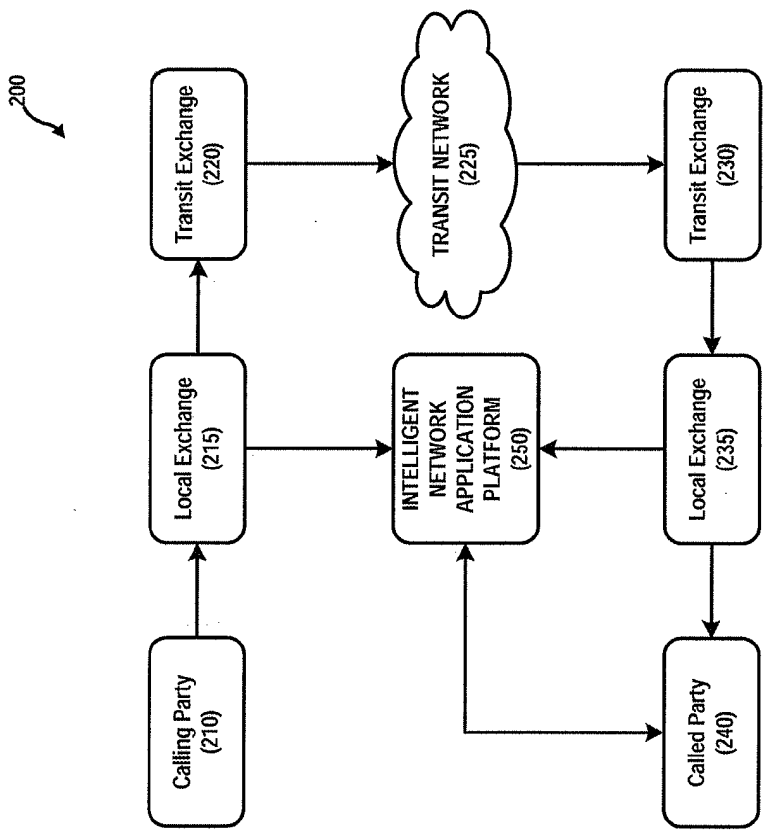 200
Calling Party
(210)
Local Exchange
(215)
Transit Exchange
(220)
TRANSIT NETWORK
(225)
INTELLIGENT
NETWORK
APPLICATION
PLATFORM
(250)
Called Party
(240)
Local Exchange
(235)
Transit Exchange
(230)